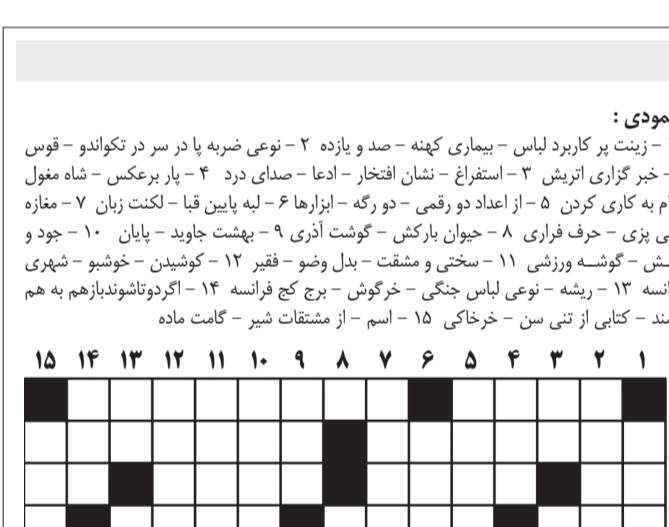 مودی :
- زینت پر کاربرد لباس - بیماری کهنه - صد و یازده ۲ - نوعی ضربه پا در سر در تکواندو - قوس
- خبر گزاری اتریش ۳ - استفراغ - نشان افتخار - ادعا - صدای درد ۴ - پار برعکس - شاه مغول
ام به کاری کردن ۵ - از اعداد دو رقمی - دو رگه - ابزارها ۶ - لبه پایین قبا - لکنت زبان ۷ - مغازه
ی پزی - حرف فراری ۸ - حیوان بارکش - گوشت آذری ۹ - بهشت جاوید - پایان ۱۰ - جود و
ش - گوشــه ورزشی ۱۱ - سختی و مشقت - بدل وضو - فقیر ۱۲ - کوشیدن - خوشبو - شهری
انسه ۱۳ - ریشه - نوعی لباس جنگی - خرگوش - برج کج فرانسه ۱۴ - اگردوتاشوندبازهم به هم
ند - کتابی از تنی سن - خرخاکی ۱۵ - اسم - از مشتقات شیر - گامت ماده
۱۵ ۱۴ ۱۳ ۱۲ ۱۱ ۱۰ ۹ ۸ ۷ ۶ ۵ ۴ ۳ ۲ ۱